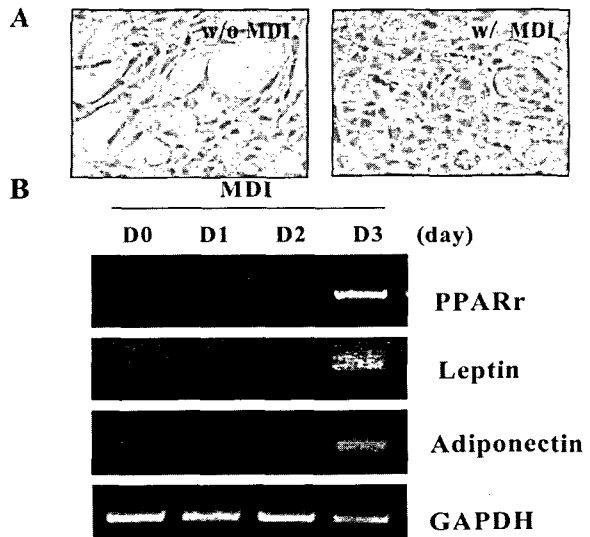 A
w/o MDI
w/ MDI
B
MDI
D0 D1 D2 D3 (day)
PPARr
Leptin
Adiponectin
GAPDH